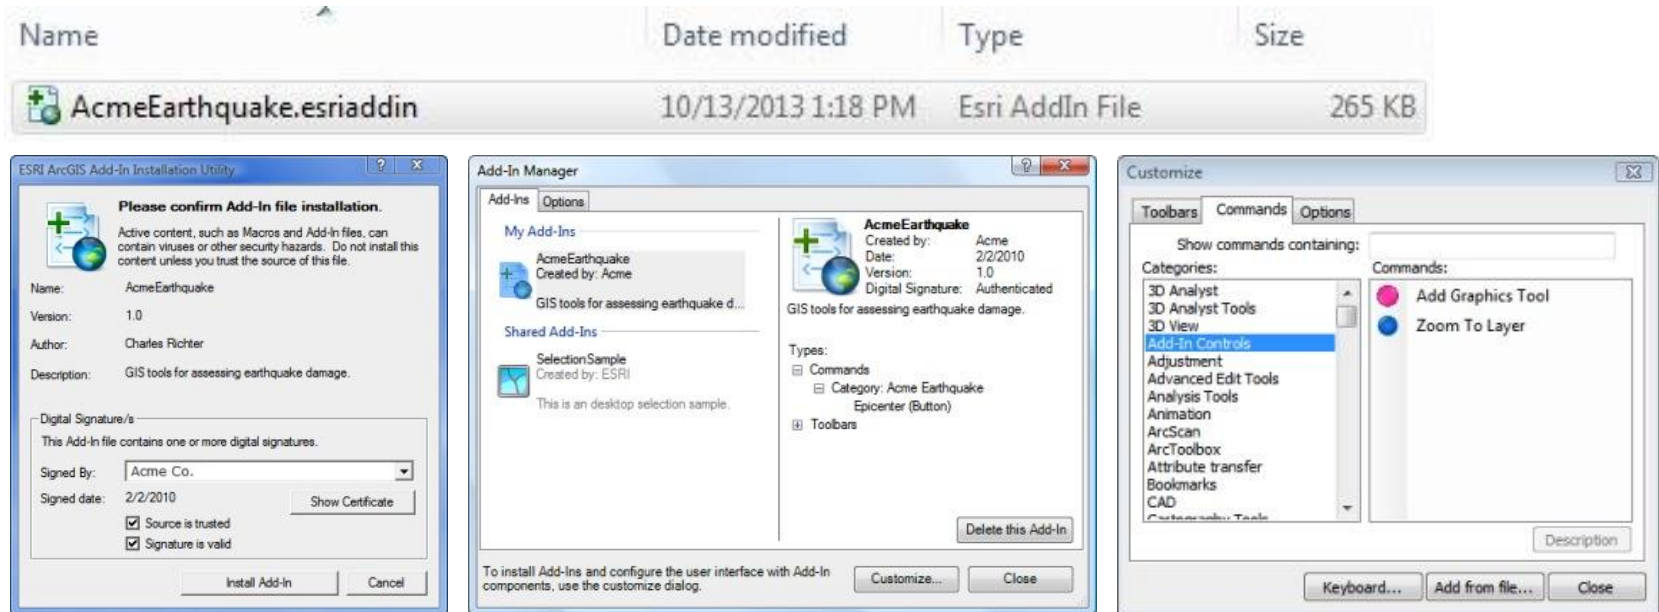 Name Date modified Type Size
AcmeEarthquake.esriaddin 10/13/2013 1:18 PM Esri AddIn File 265 KB
ESRI ArcGIS Add-In Installation Utility
Please confirm Add-In file installation.
Active content, such as Macros and Add-In files, can
contain viruses or other security hazards. Do not install this
content unless you trust the source of this file.
Name: AcmeEarthquake
Version: 1.0
Author: Charles Richter
Description: GIS tools for assessing earthquake damage.
Digital Signature/s
This Add-In file contains one or more digital signatures.
Signed By: Acme Co.
Signed date: 2/2/2010
Show Certificate
Source is trusted
Signature is valid
Install Add-In Cancel
Add-In Manager
Add-Ins Options
My Add-Ins
AcmeEarthquake
Created by: Acme
GIS tools for assessing earthquake d...
Shared Add-Ins
SelectionSample
Created by: ESRI
This is an desktop selection sample.
AcmeEarthquake
Created by: Acme
Date: 2/2/2010
Version: 1.0
Digital Signature: Authenticated
GIS tools for assessing earthquake damage.
Types:
Commands
Category: Acme Earthquake
Epicenter (Button)
Toolbars
Delete this Add-In
To install Add-Ins and configure the user interface with Add-In
components, use the customize dialog.
Customize... Close
Customize
Toolbars Commands Options
Show commands containing:
Categories:
3D Analyst
3D Analyst Tools
3D View
Add-In Controls
Adjustment
Advanced Edit Tools
Analysis Tools
Animation
ArcScan
ArcToolbox
Attribute transfer
Bookmarks
CAD
Cartography Tools
Commands:
Add Graphics Tool
Zoom To Layer
Description
Keyboard... Add from file... Close